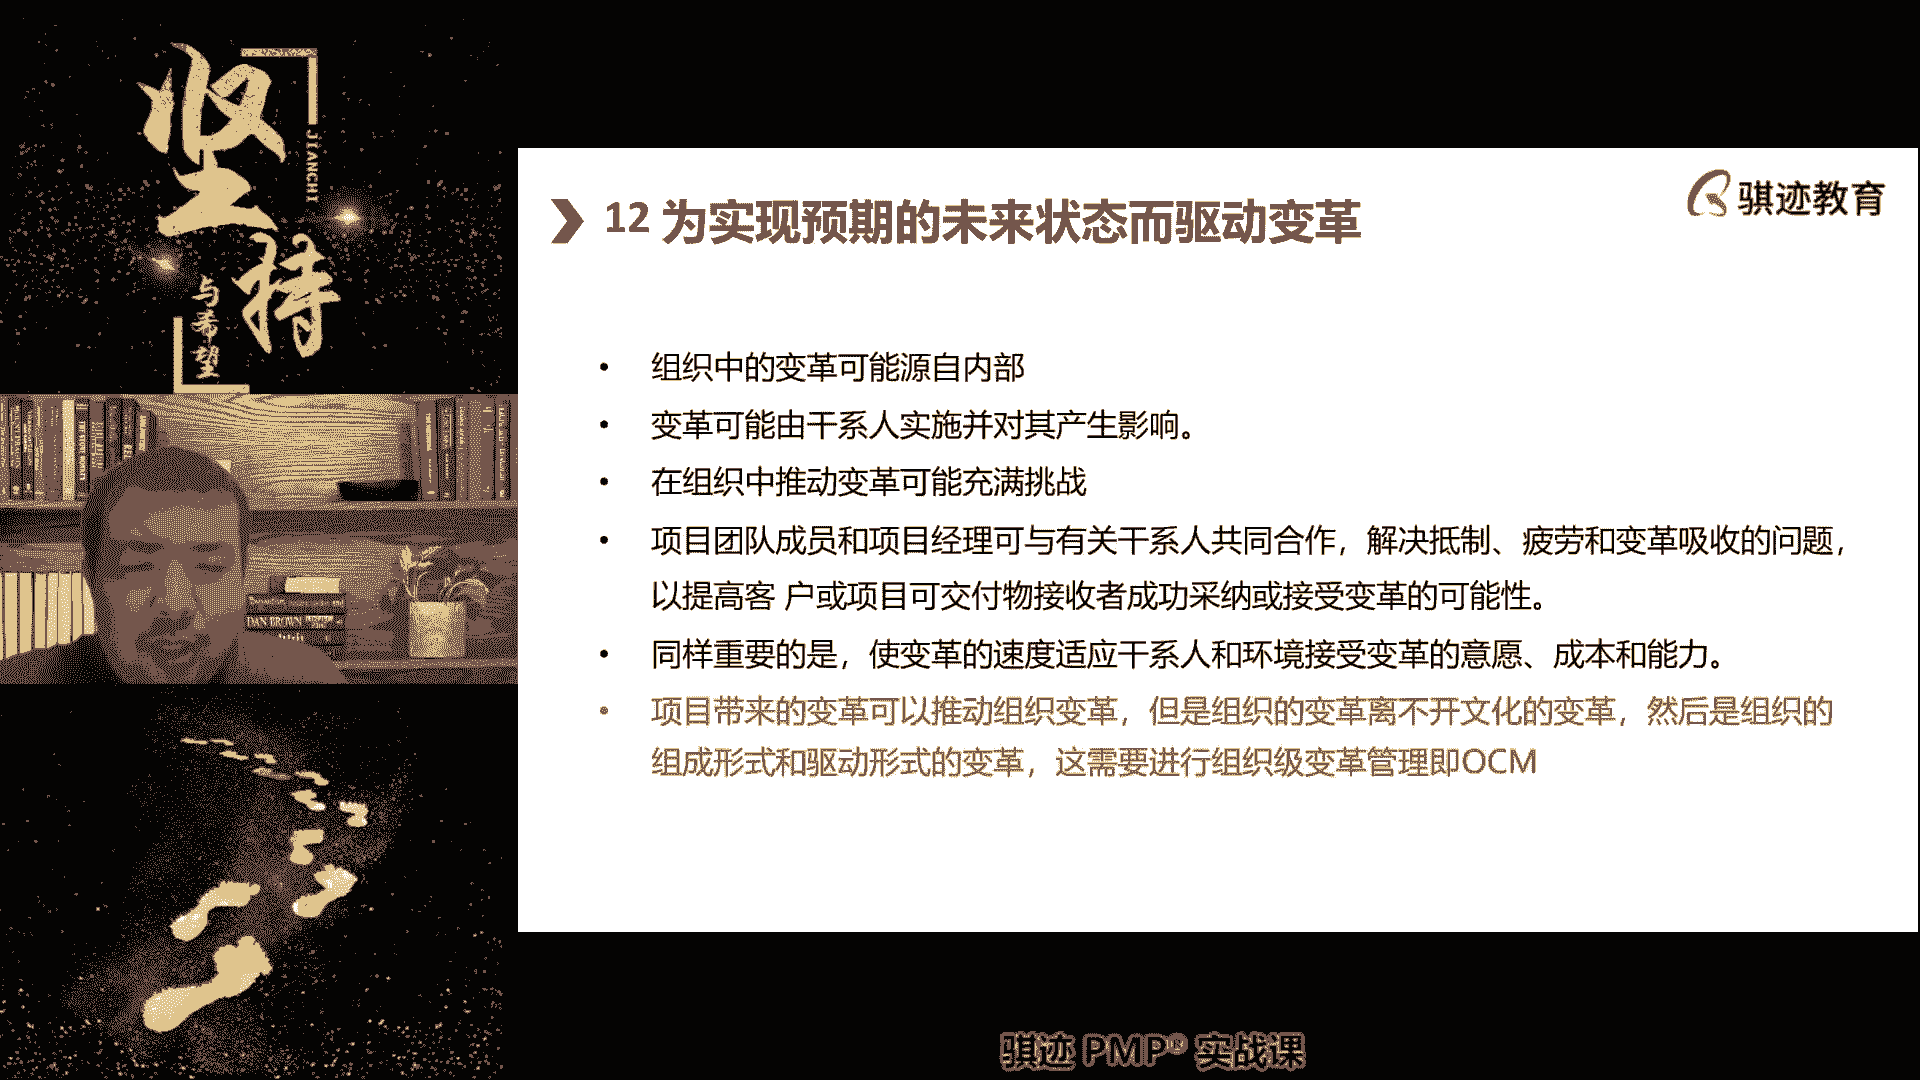 坚持
JIANCHI
与希望
DAN BROWN
骐迹教育
12 为实现预期的未来状态而驱动变革
• 组织中的变革可能源自内部
• 变革可能由干系人实施并对其产生影响。
• 在组织中推动变革可能充满挑战
• 项目团队成员和项目经理可与有关干系人共同合作，解决抵制、疲劳和变革吸收的问题，
以提高客 户或项目可交付物接收者成功采纳或接受变革的可能性。
• 同样重要的是，使变革的速度适应干系人和环境接受变革的意愿、成本和能力。
• 项目带来的变革可以推动组织变革，但是组织的变革离不开文化的变革，然后是组织的
组成形式和驱动形式的变革，这需要进行组织级变革管理即OCM
骐迹 PMP® 实战课